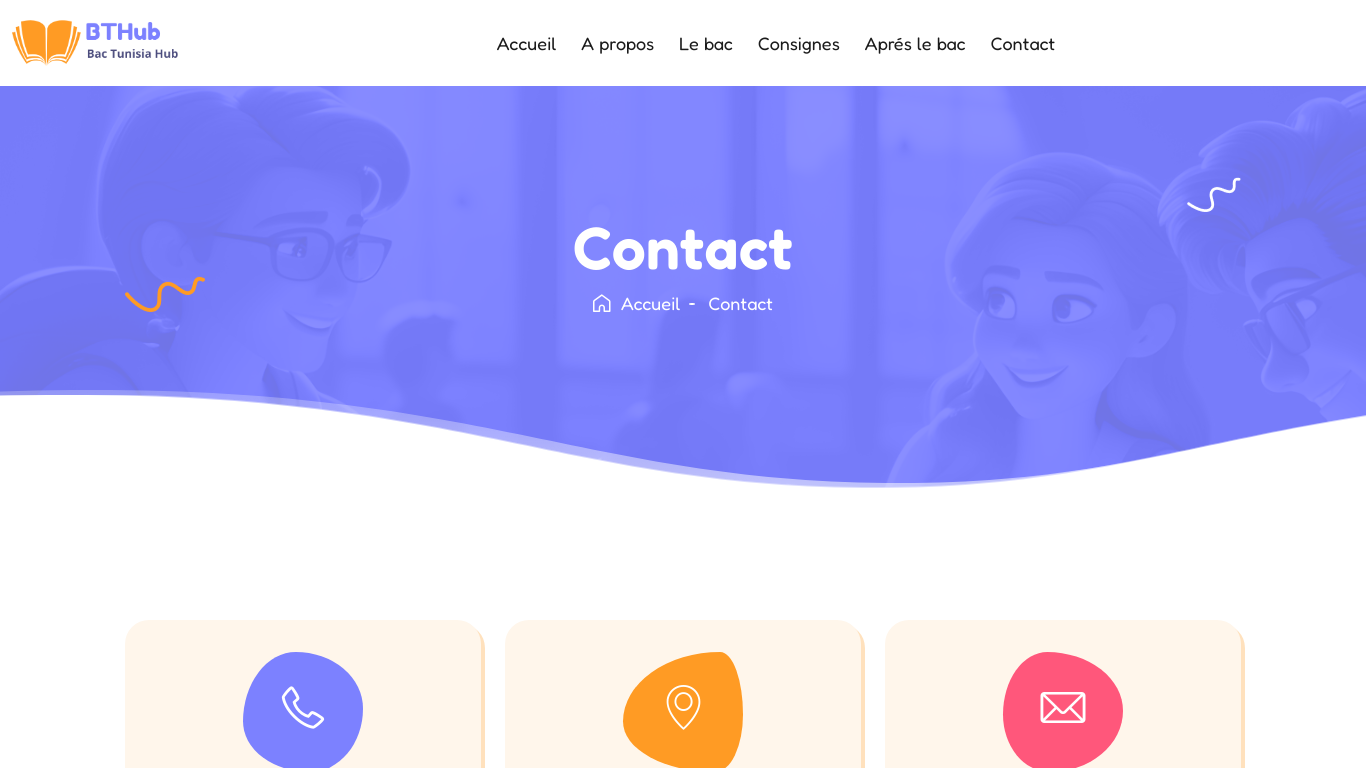 BTHub
Bac Tunisia Hub
Accueil A propos Le bac Consignes Aprés le bac Contact
Contact
Accueil - Contact